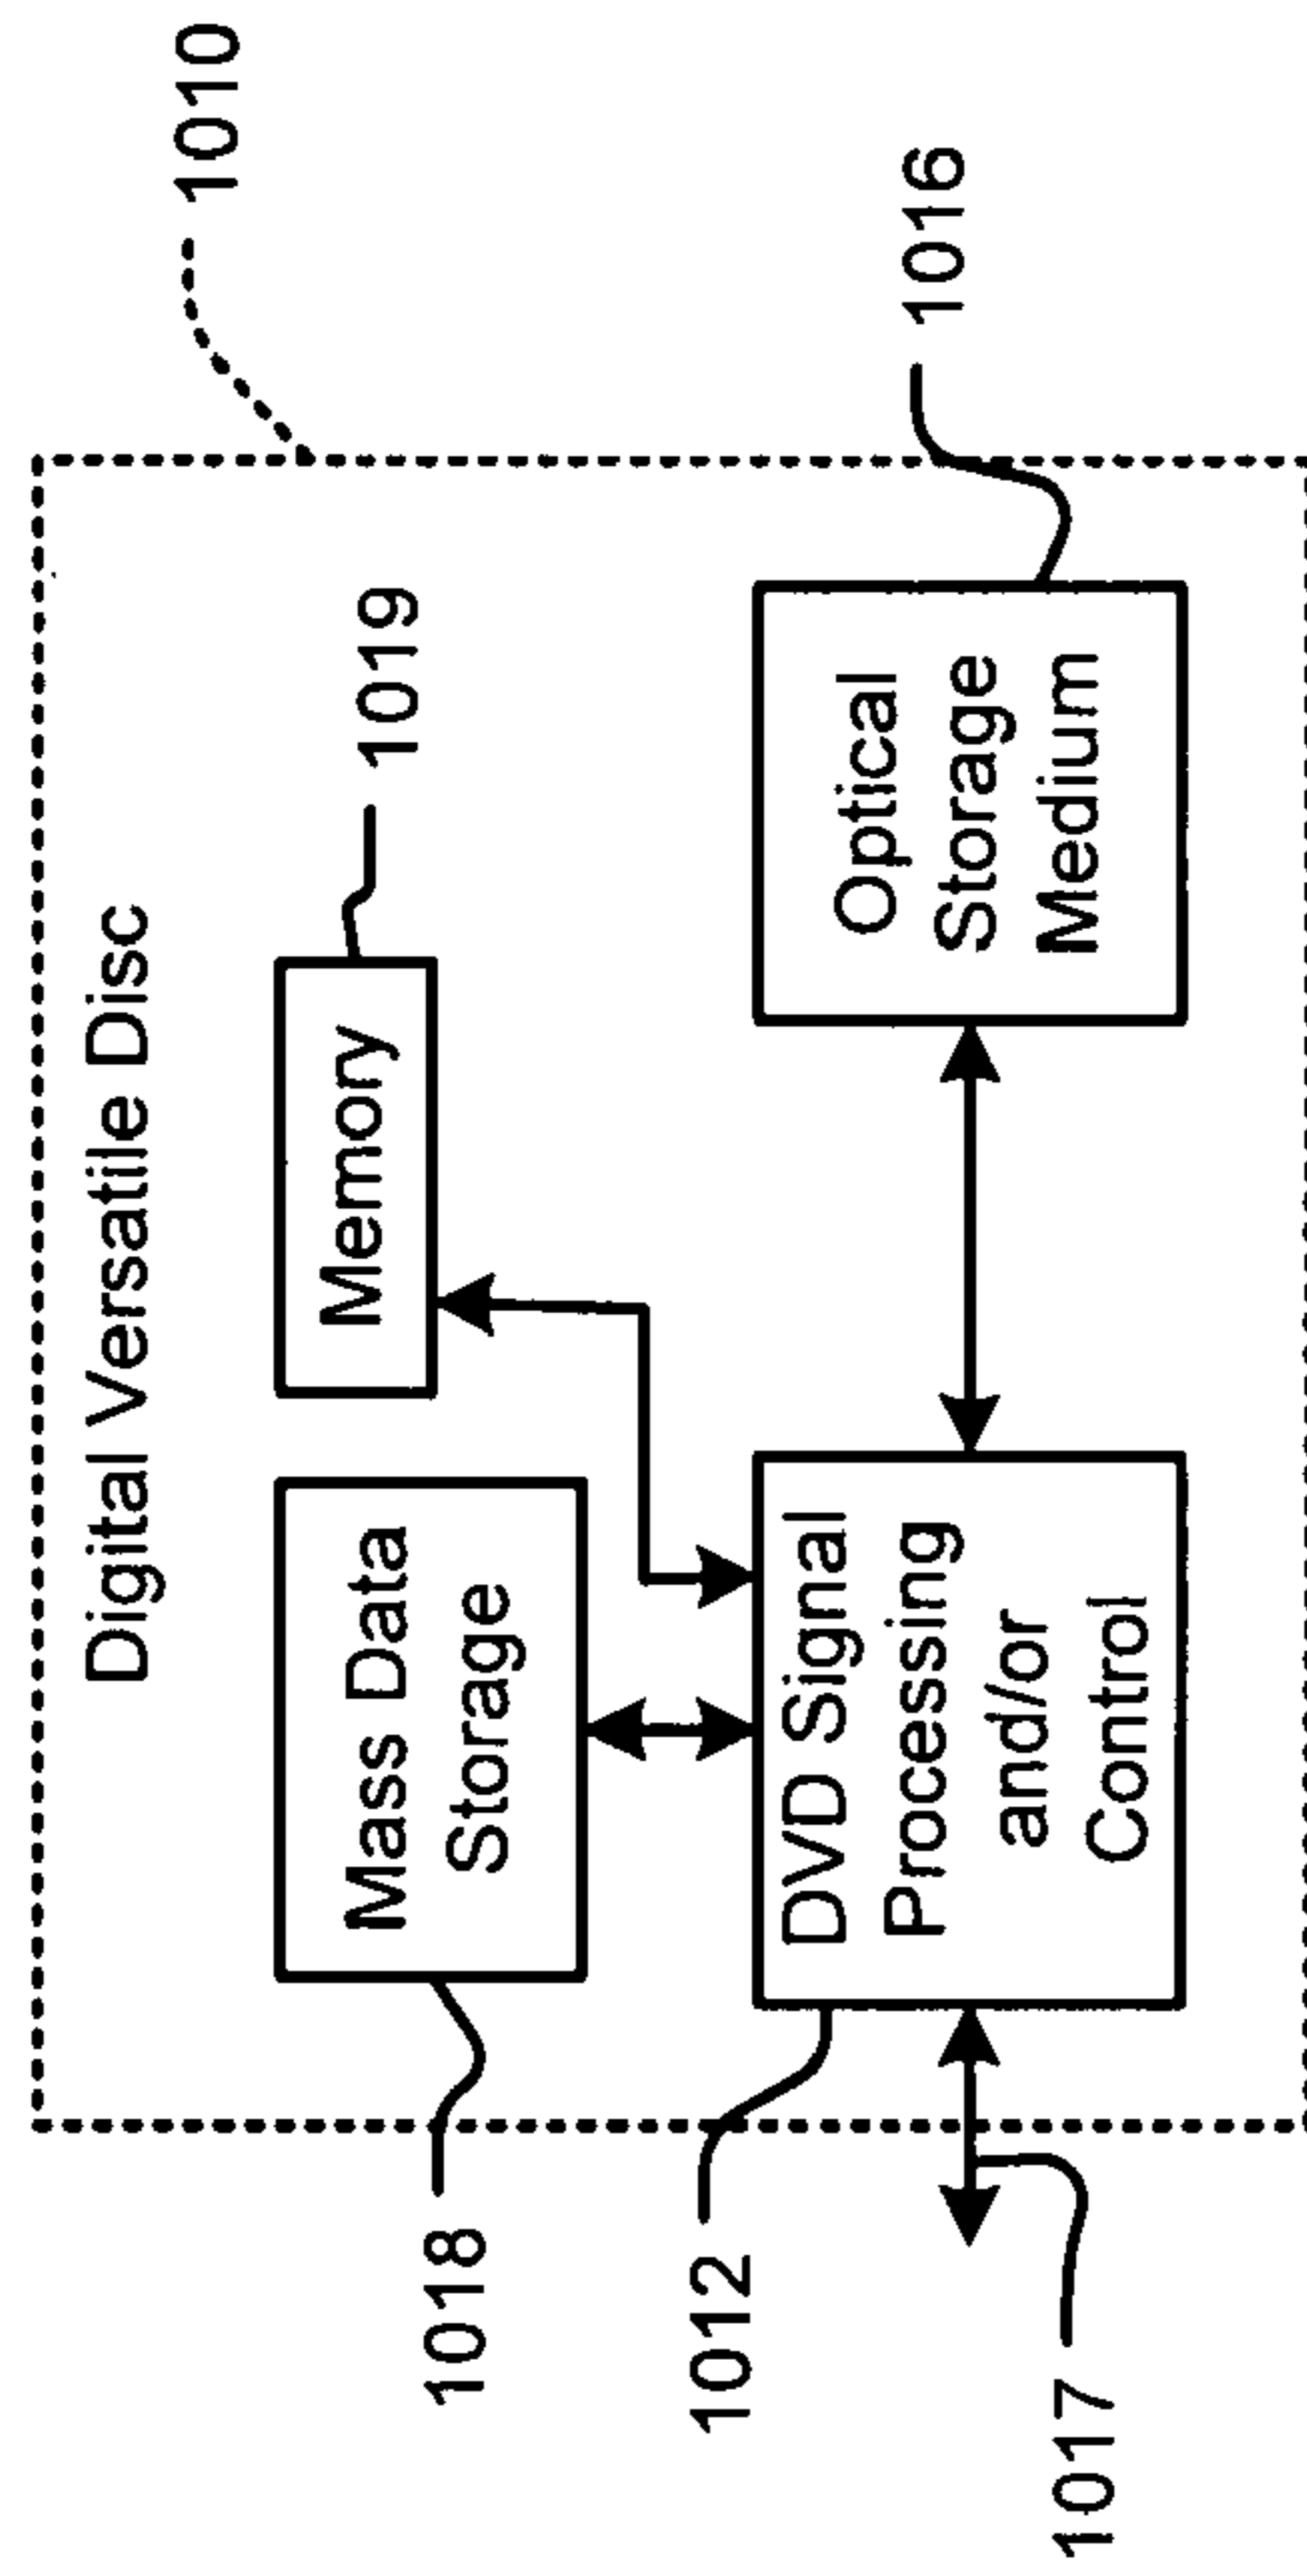 Digital Versatile Disc
1010
Mass Data
Storage
Memory
1019
1018
DVD Signal
Processing
and/or
Control
Optical
Storage
Medium
1016
1012
1017